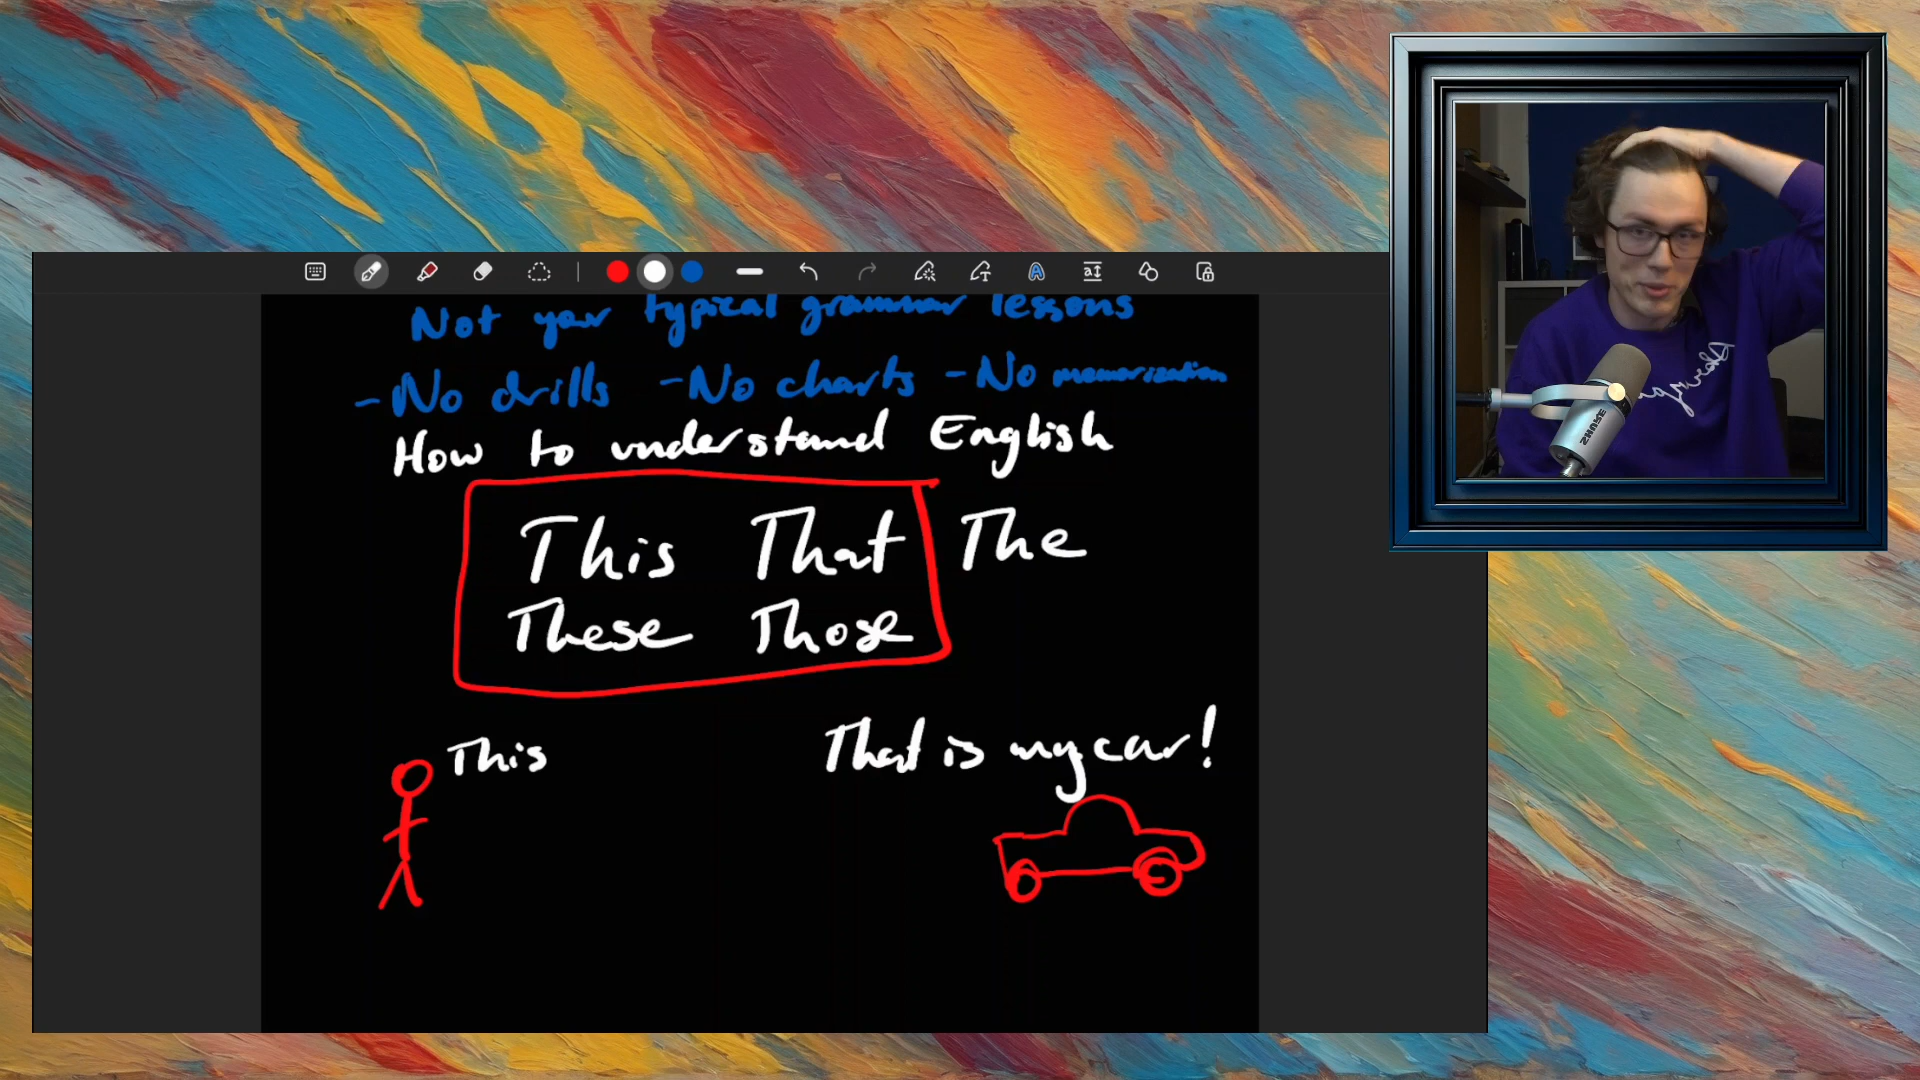 Not your typical grammar lessons
- No drills - No charts - No memorization
How to understand English
This That The
These Those
This
That is my car!
SHURE